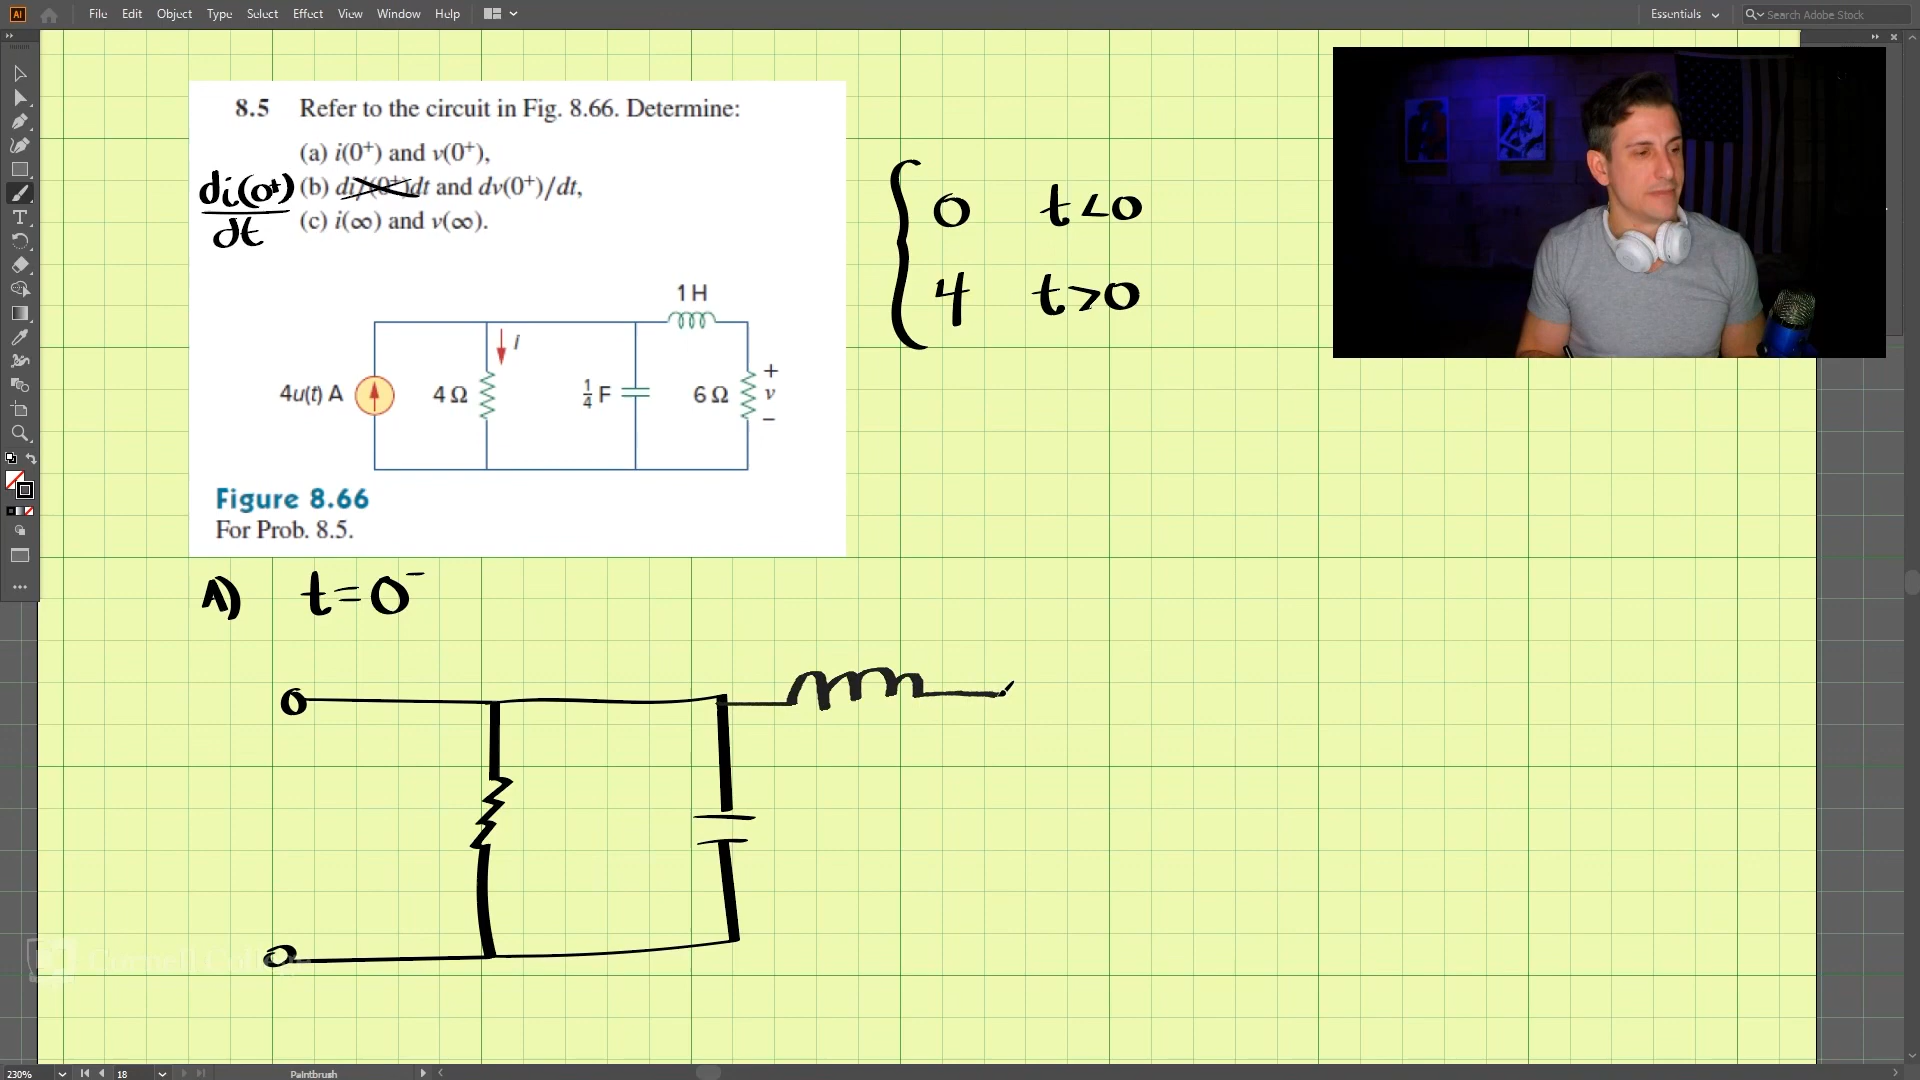 File Edit Object Type Select Effect View Window Help
Essentials
Search Adobe Stock
8.5 Refer to the circuit in Fig. 8.66. Determine:
(a) i(0⁺) and v(0⁺),
di(0⁺)/dt (b) di/(0⁺)dt and dv(0⁺)/dt,
(c) i(∞) and v(∞).
0 t<0
4 t>0
1 H
i
4u(t) A
4 Ω
1/4 F
6 Ω
+
v
−
Figure 8.66
For Prob. 8.5.
A) t=0⁻
Cornell College
230%
18
Paintbrush